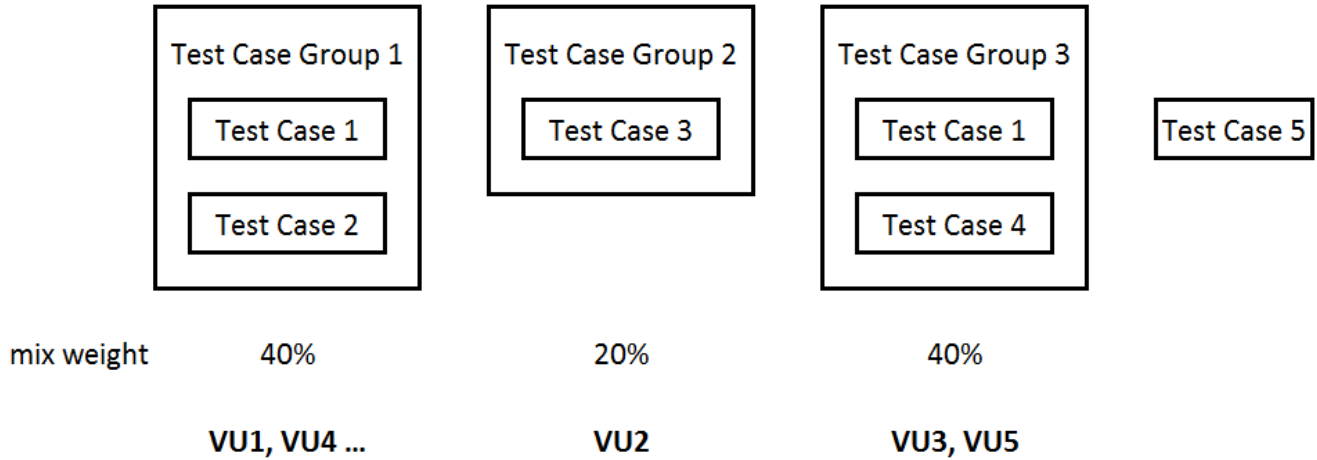 Test Case Group 1
Test Case 1
Test Case 2
Test Case Group 2
Test Case 3
Test Case Group 3
Test Case 1
Test Case 4
Test Case 5
mix weight 40% 20% 40%
VU1, VU4 ... VU2 VU3, VU5